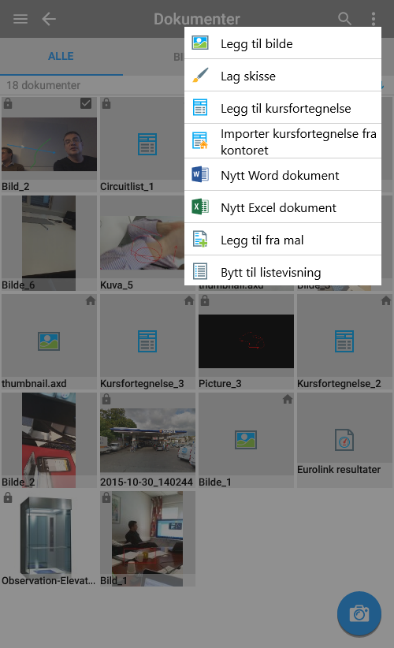 Dokumenter
ALLE
18 dokumenter
Legg til bilde
Lag skisse
Legg til kursfortegnelse
Importer kursfortegnelse fra
kontoret
Nytt Word dokument
Nytt Excel dokument
Legg til fra mal
Bytt til listevisning
Bild_2
Circuitlist_1
Bilde_6
Kuva_5
thumbnail.axd
Bilde_5
thumbnail.axd
Kursfortegnelse_3
Picture_3
Kursfortegnelse_2
Bilde_2
2015-10-30_140244
Bilde_1
Eurolink resultater
Observation-Elevat...
Bild_1